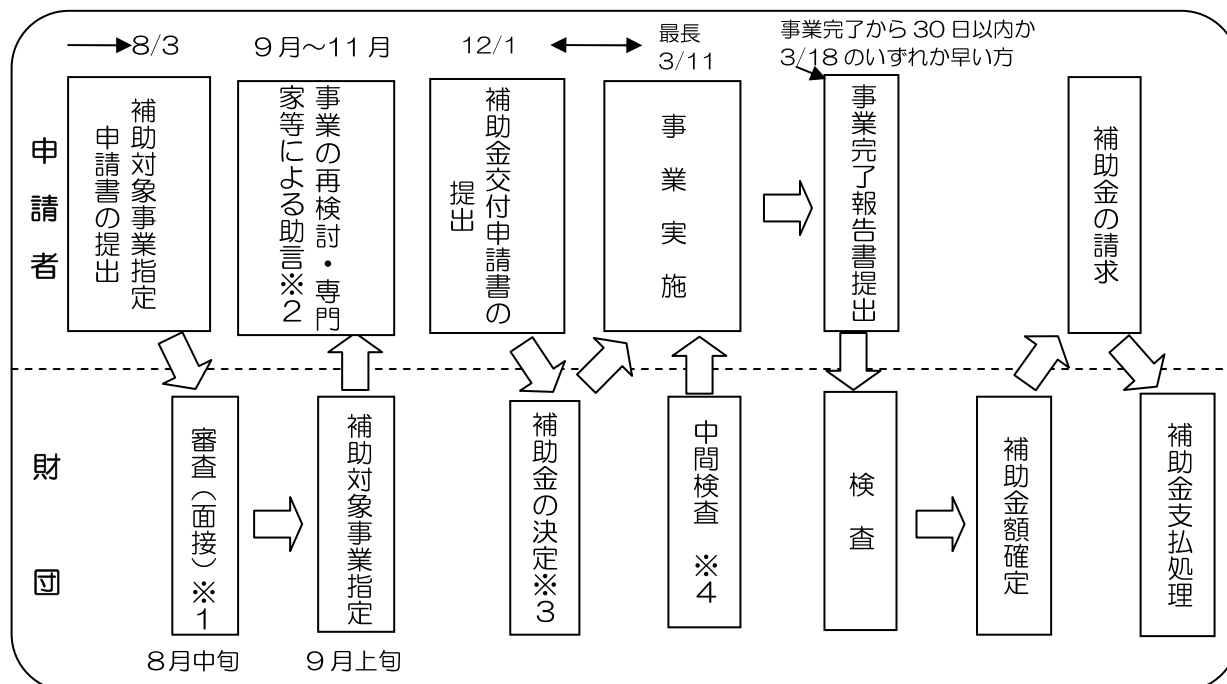 8/3
9月～11月
12/1
最長
3/11
事業完了から30日以内か
3/18のいずれか早い方
申請者
補助対象事業指定
申請書の提出
事業の再検討・専門
家等による助言※2
補助金交付申請書の
提出
事業実施
事業完了報告書提出
補助金の請求
財団
審査（面接）※1
補助対象事業指定
補助金の決定※3
中間検査　※4
検査
補助金額確定
補助金支払処理
8月中旬
9月上旬